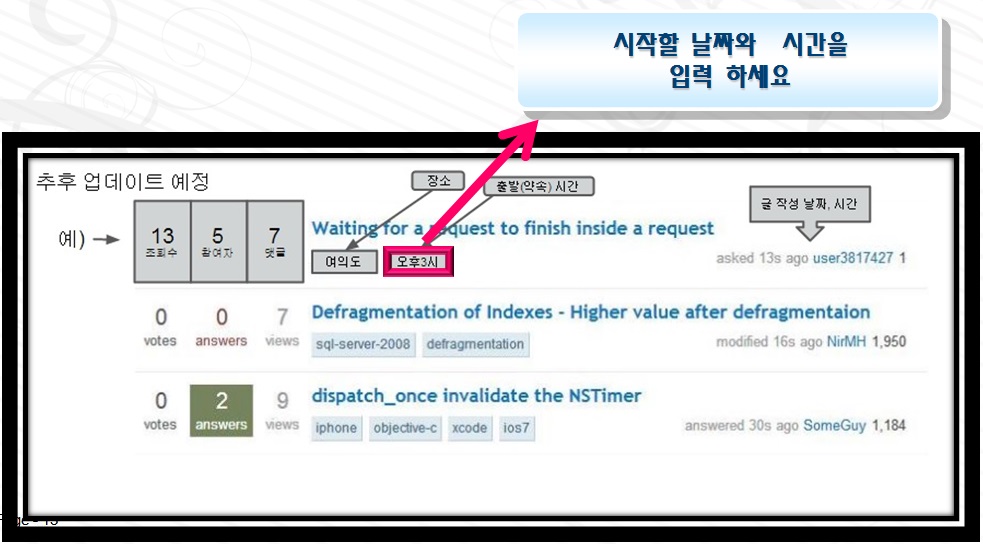 시작할 날짜와 시간을
입력 하세요
추후 업데이트 예정
장소
출발(약속) 시간
글 작성 날짜, 시간
예)
13
조회수
5
참여자
7
댓글
Waiting for a request to finish inside a request
여의도
오후3시
asked 13s ago user3817427 1
0
votes
0
answers
7
views
Defragmentation of Indexes - Higher value after defragmentaion
sql-server-2008 defragmentation
modified 16s ago NirMH 1,950
0
votes
2
answers
9
views
dispatch_once invalidate the NSTimer
iphone objective-c xcode ios7
answered 30s ago SomeGuy 1,184